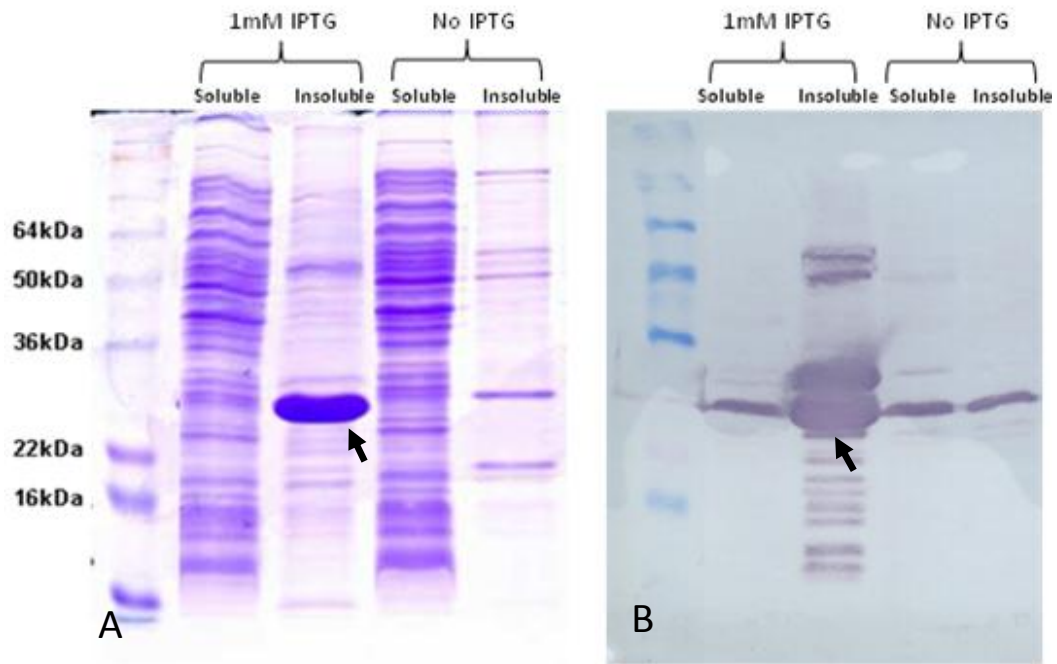 1mM IPTG No IPTG
Soluble Insoluble Soluble Insoluble
64kDa
50kDa
36kDa
22kDa
16kDa
A
1mM IPTG No IPTG
Soluble Insoluble Soluble Insoluble
B